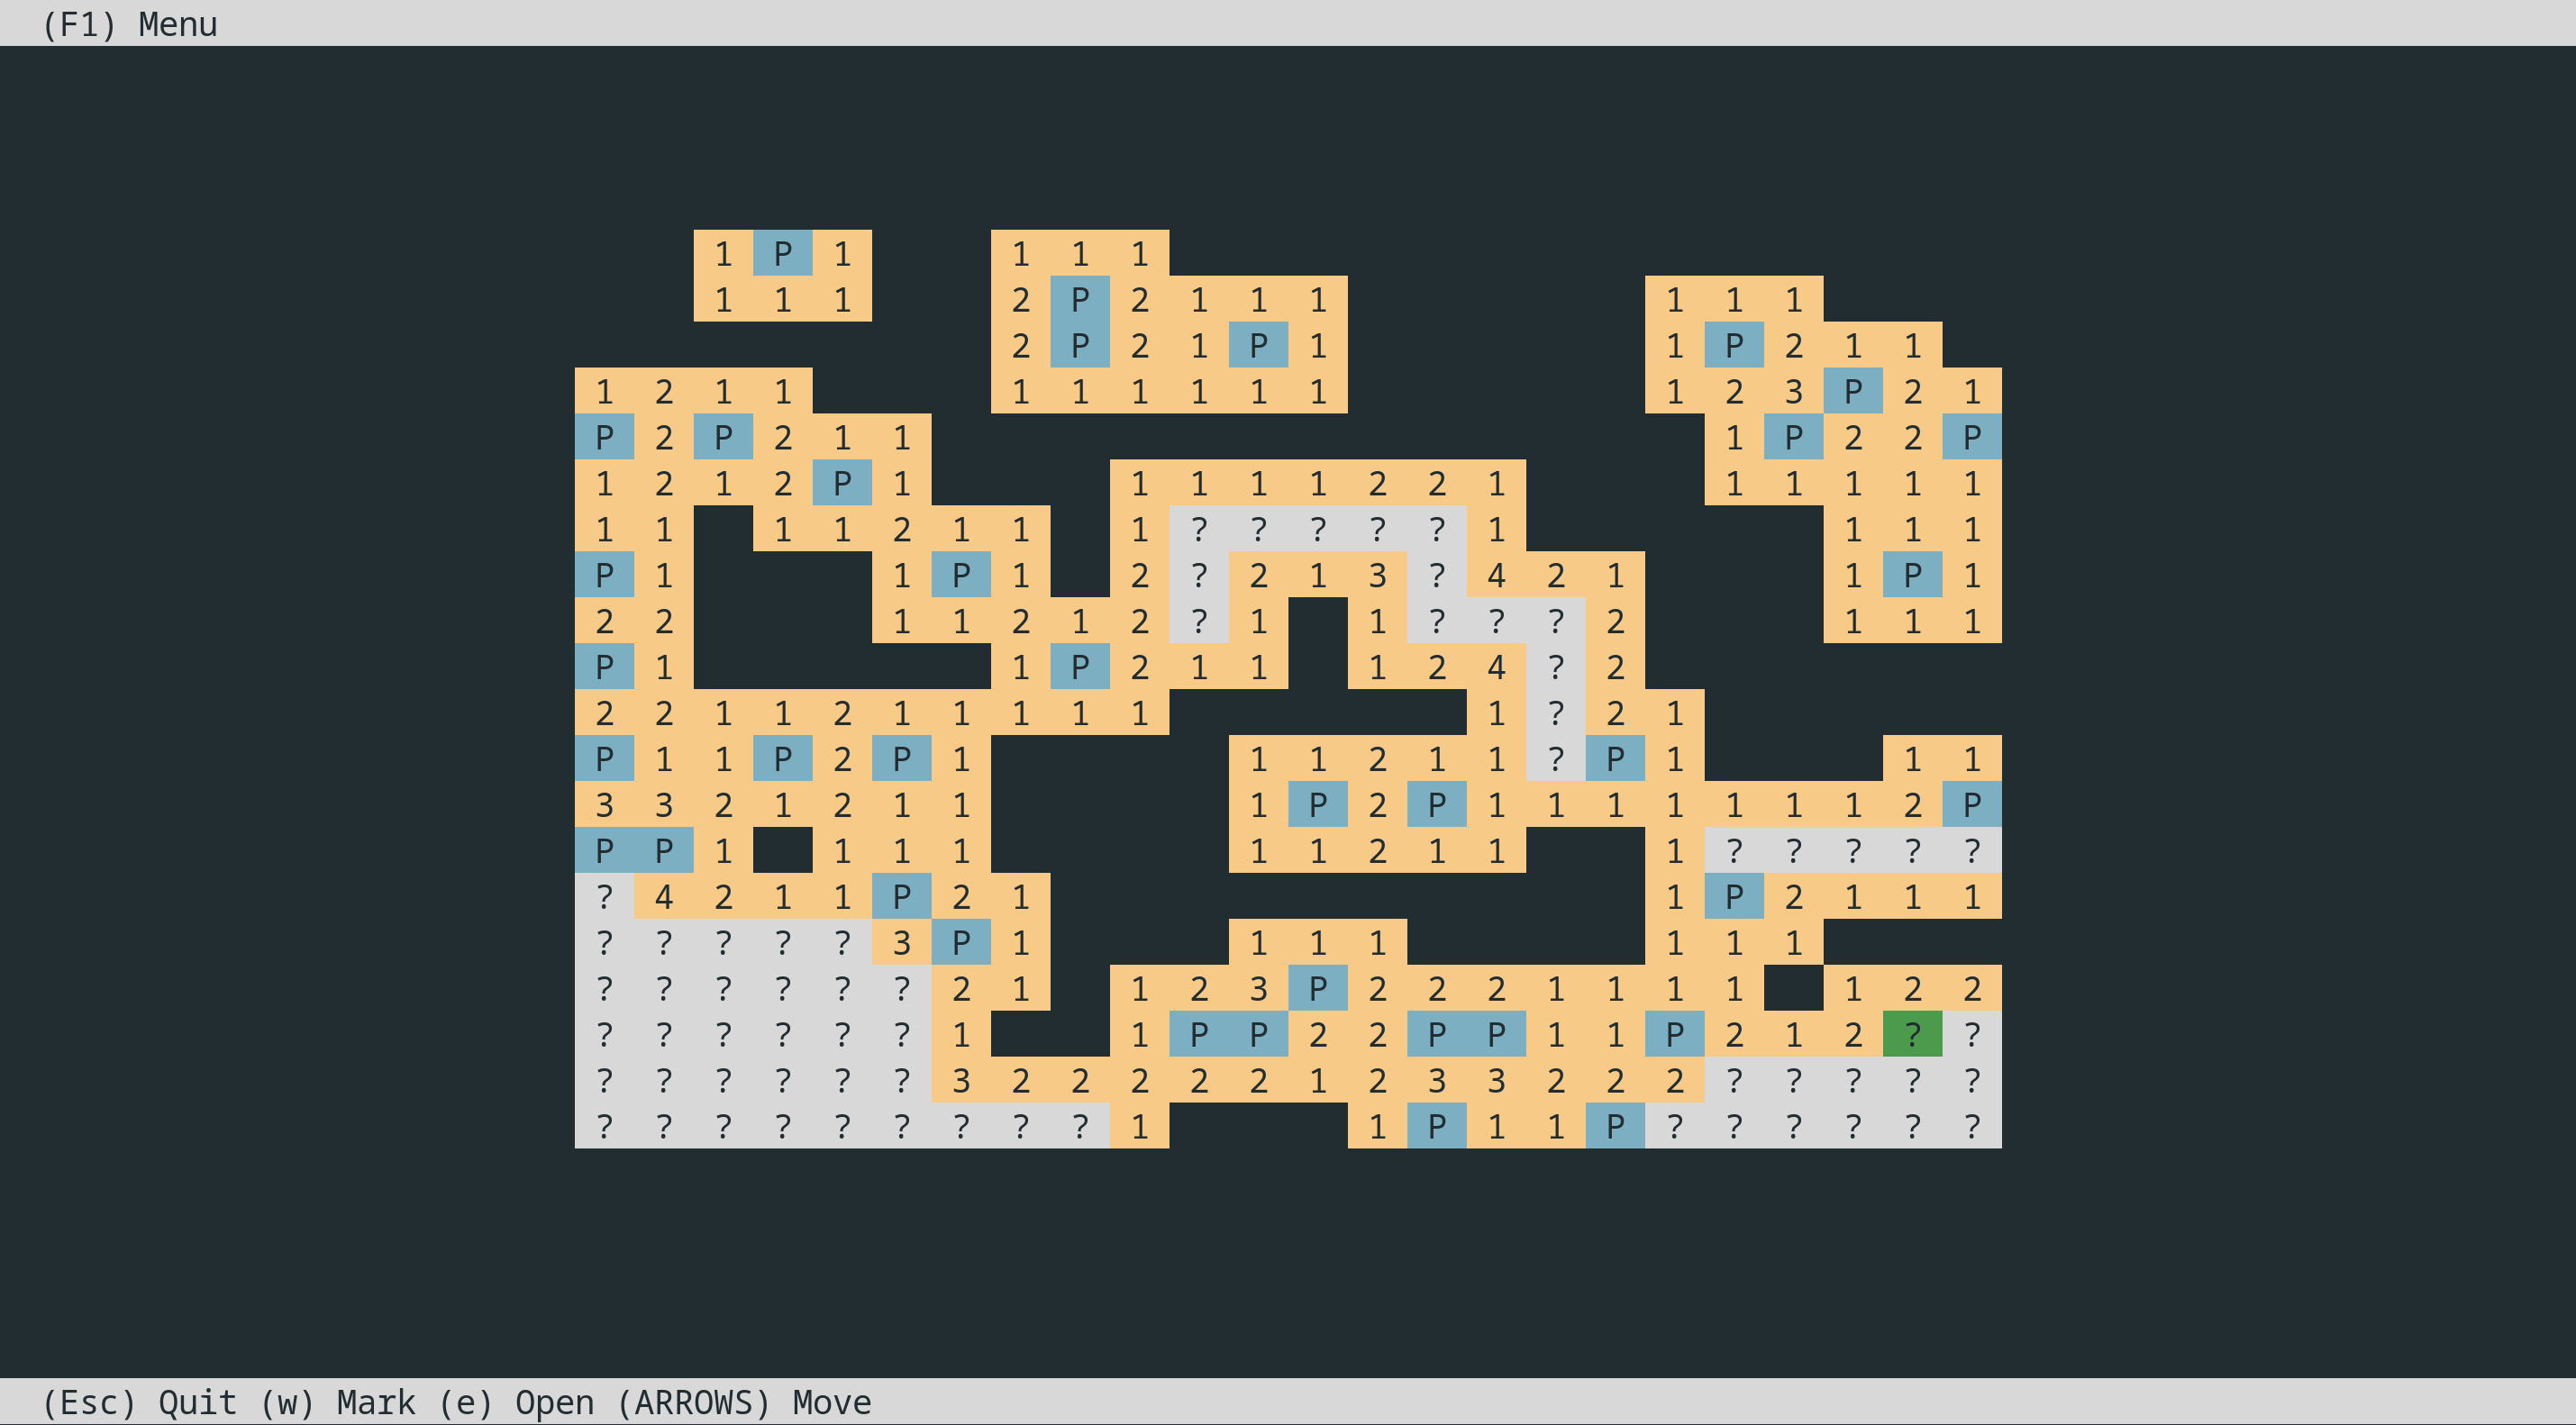 (F1) Menu
1 P 1 1 1 1
1 1 1 2 P 2 1 1 1 1 1 1
2 P 2 1 P 1 1 P 2 1 1
1 2 1 1 1 1 1 1 1 1 1 2 3 P 2 1
P 2 P 2 1 1 1 P 2 2 P
1 2 1 2 P 1 1 1 1 1 2 2 1 1 1 1 1 1
1 1 1 1 2 1 1 1 ? ? ? ? ? 1 1 1 1
P 1 1 P 1 2 ? 2 1 3 ? 4 2 1 1 P 1
2 2 1 1 2 1 2 ? 1 1 ? ? ? 2 1 1 1
P 1 1 P 2 1 1 1 2 4 ? 2
2 2 1 1 2 1 1 1 1 1 1 ? 2 1
P 1 1 P 2 P 1 1 1 2 1 1 ? P 1 1 1
3 3 2 1 2 1 1 1 P 2 P 1 1 1 1 1 1 1 2 P
P P 1 1 1 1 1 1 2 1 1 1 ? ? ? ? ?
? 4 2 1 1 P 2 1 1 P 2 1 1 1
? ? ? ? ? 3 P 1 1 1 1 1 1 1
? ? ? ? ? ? 2 1 1 2 3 P 2 2 2 1 1 1 1 1 2 2
? ? ? ? ? ? 1 1 P P 2 2 P P 1 1 P 2 1 2 ? ?
? ? ? ? ? ? 3 2 2 2 2 2 1 2 3 3 2 2 2 ? ? ? ? ?
? ? ? ? ? ? ? ? ? 1 1 P 1 1 P ? ? ? ? ? ?
(Esc) Quit (w) Mark (e) Open (ARROWS) Move